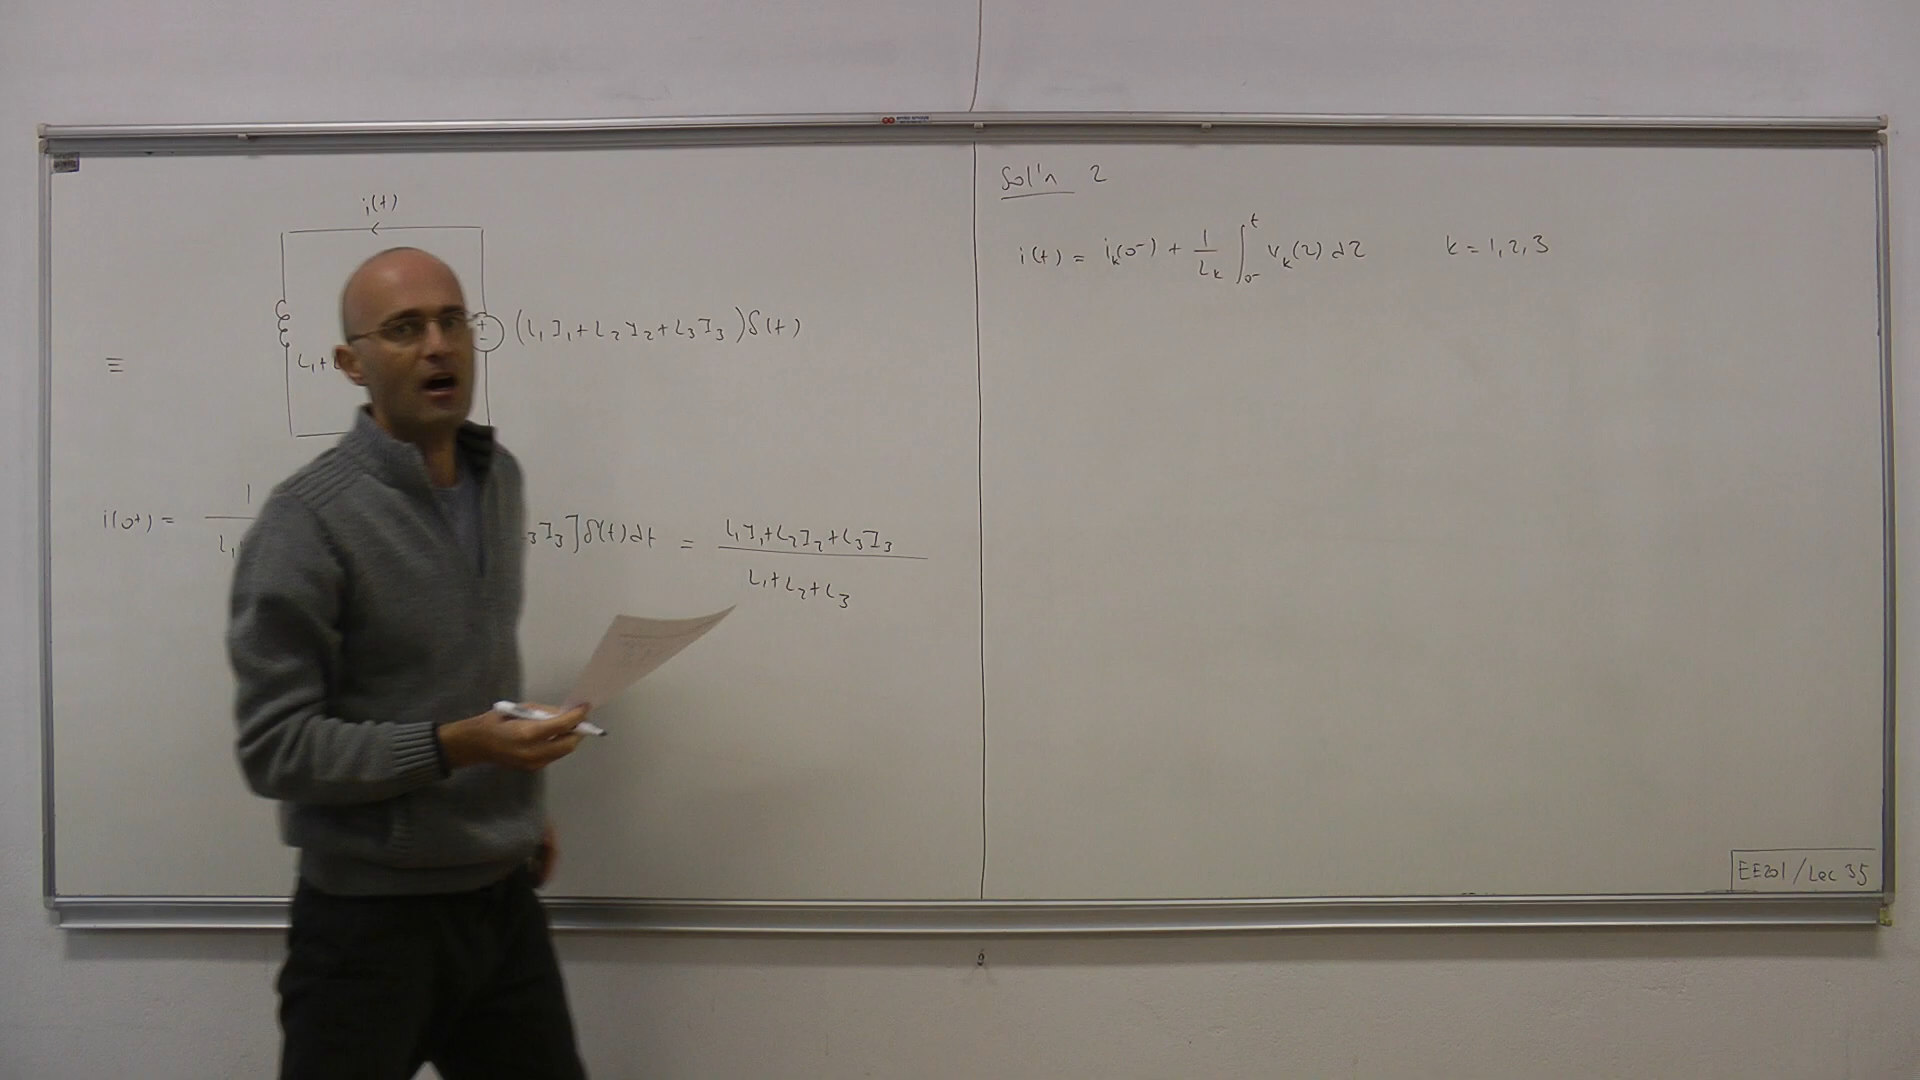 i(t)
(L₁I₁+L₂I₂+L₃I₃)δ(t)
≡
L₁+
i(0⁺) = 1 ₃I₃]δ(t)dt = L₁I₁+L₂I₂+L₃I₃
L₁+L₂+L₃
Sol'n 2
i(t) = iₖ(0⁻) + 1/Lₖ ∫₀₋ᵗ vₖ(τ) dτ k = 1, 2, 3
EE201/Lec 35